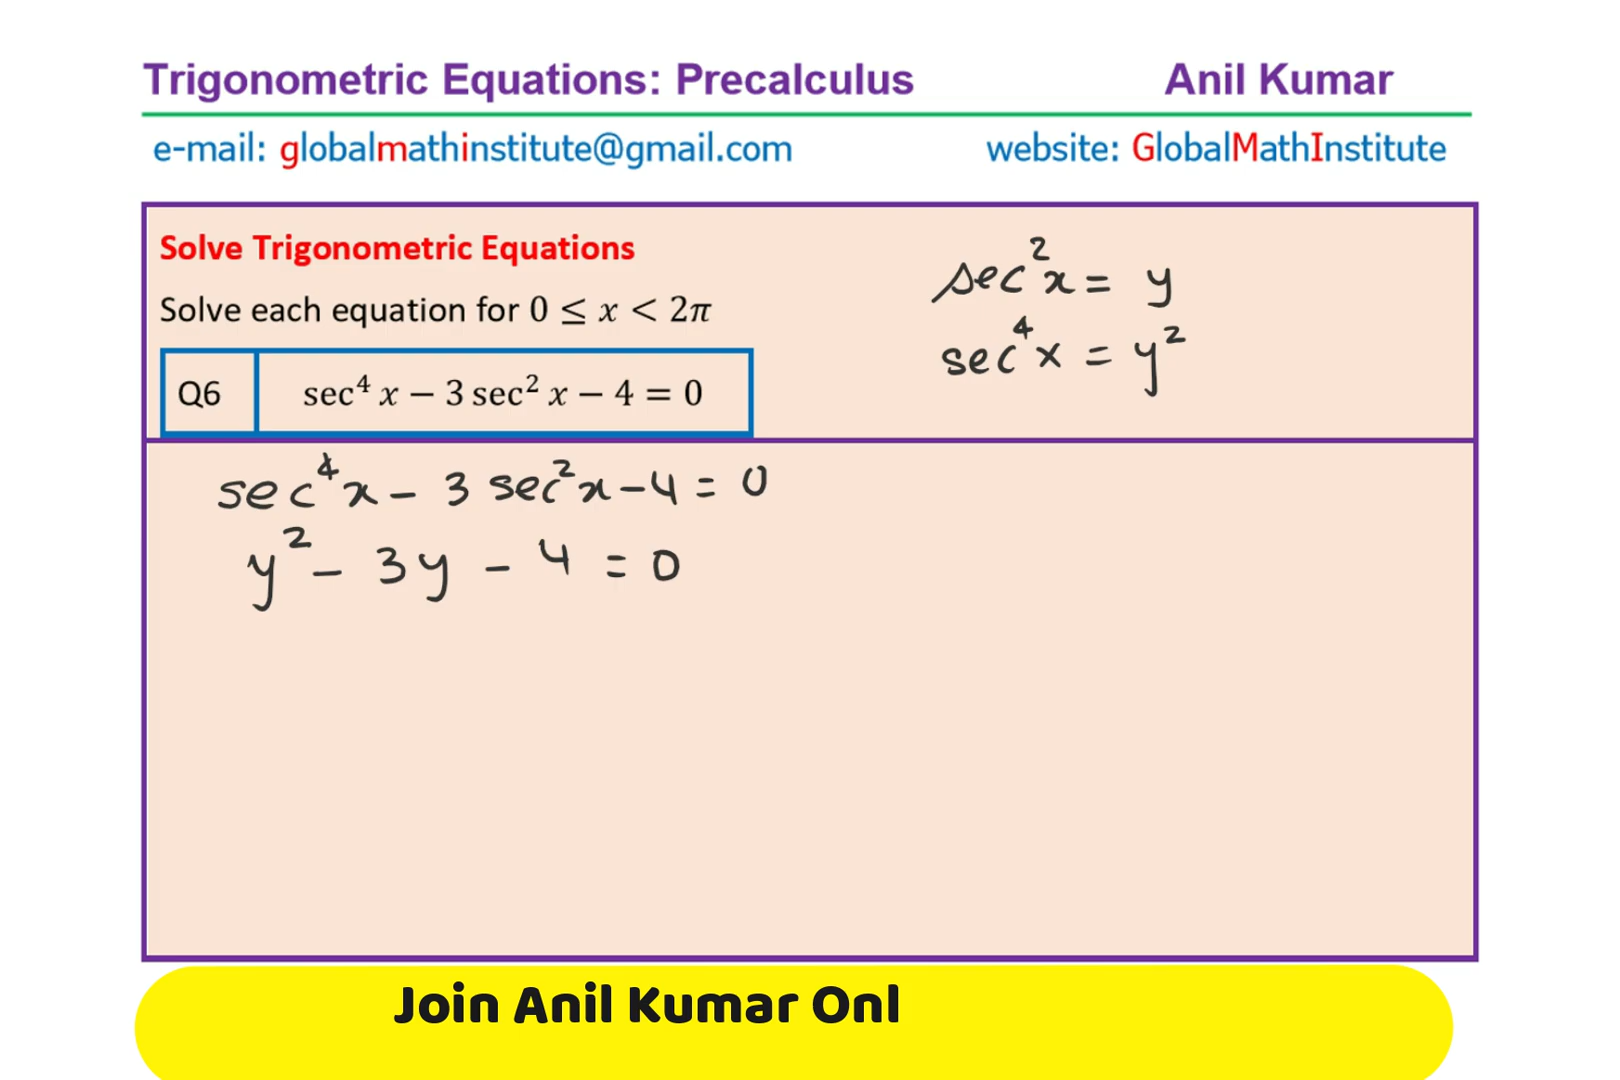 Trigonometric Equations: Precalculus Anil Kumar
e-mail: globalmathinstitute@gmail.com website: GlobalMathInstitute
Solve Trigonometric Equations
Solve each equation for 0 ≤ x < 2π
Q6 sec⁴ x − 3 sec² x − 4 = 0
sec²x = y
sec⁴x = y²
sec⁴x − 3 sec²x − 4 = 0
y² − 3y − 4 = 0
Join Anil Kumar Onl